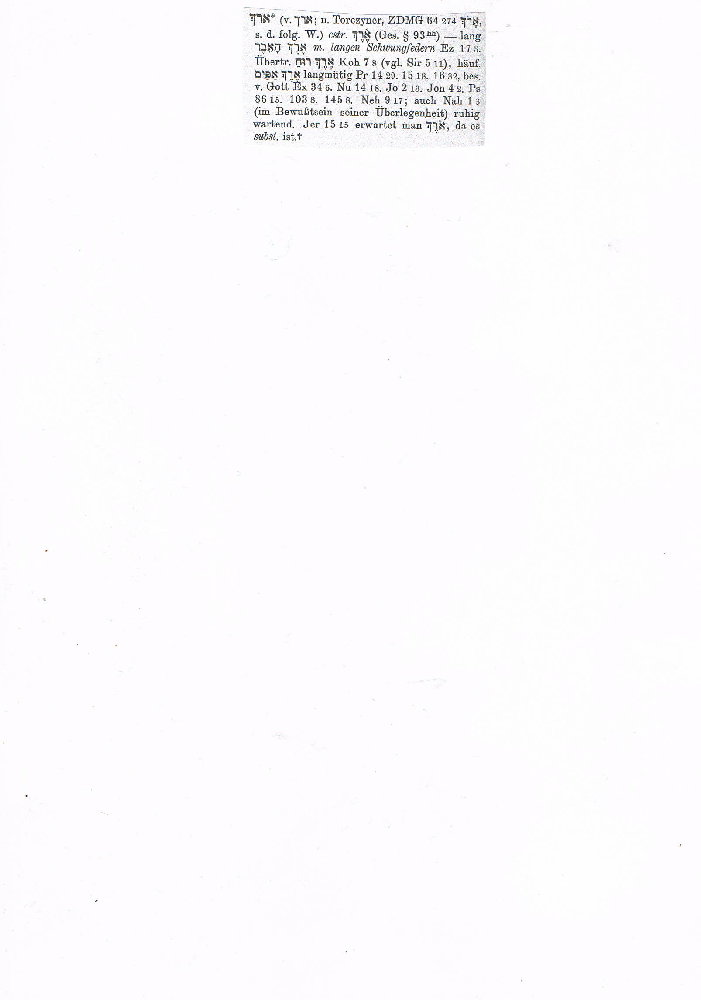 אךְ* (v. ארך; n. Torczyner, ZDMG 64 274 אָרֹךְ,
s. d. folg. W.) cstr. אֶ֫רֶךְ (Ges. § 93hh) — lang
אֶרֶךְ הָאֵבֶר m. langen Schwungfedern Ez 17 3.
Übertr. אֶרֶךְ רוּחַ Koh 7 8 (vgl. Sir 5 11), häuf.
אֶרֶךְ אַפַּיִם langmütig Pr 14 29. 15 18. 16 32, bes.
v. Gott Ex 34 6. Nu 14 18. Jo 2 13. Jon 4 2. Ps
86 15. 103 8. 145 8. Neh 9 17; auch Nah 1 3
(im Bewußtsein seiner Überlegenheit) ruhig
wartend. Jer 15 15 erwartet man אֹרֶךְ, da es
subst. ist.†